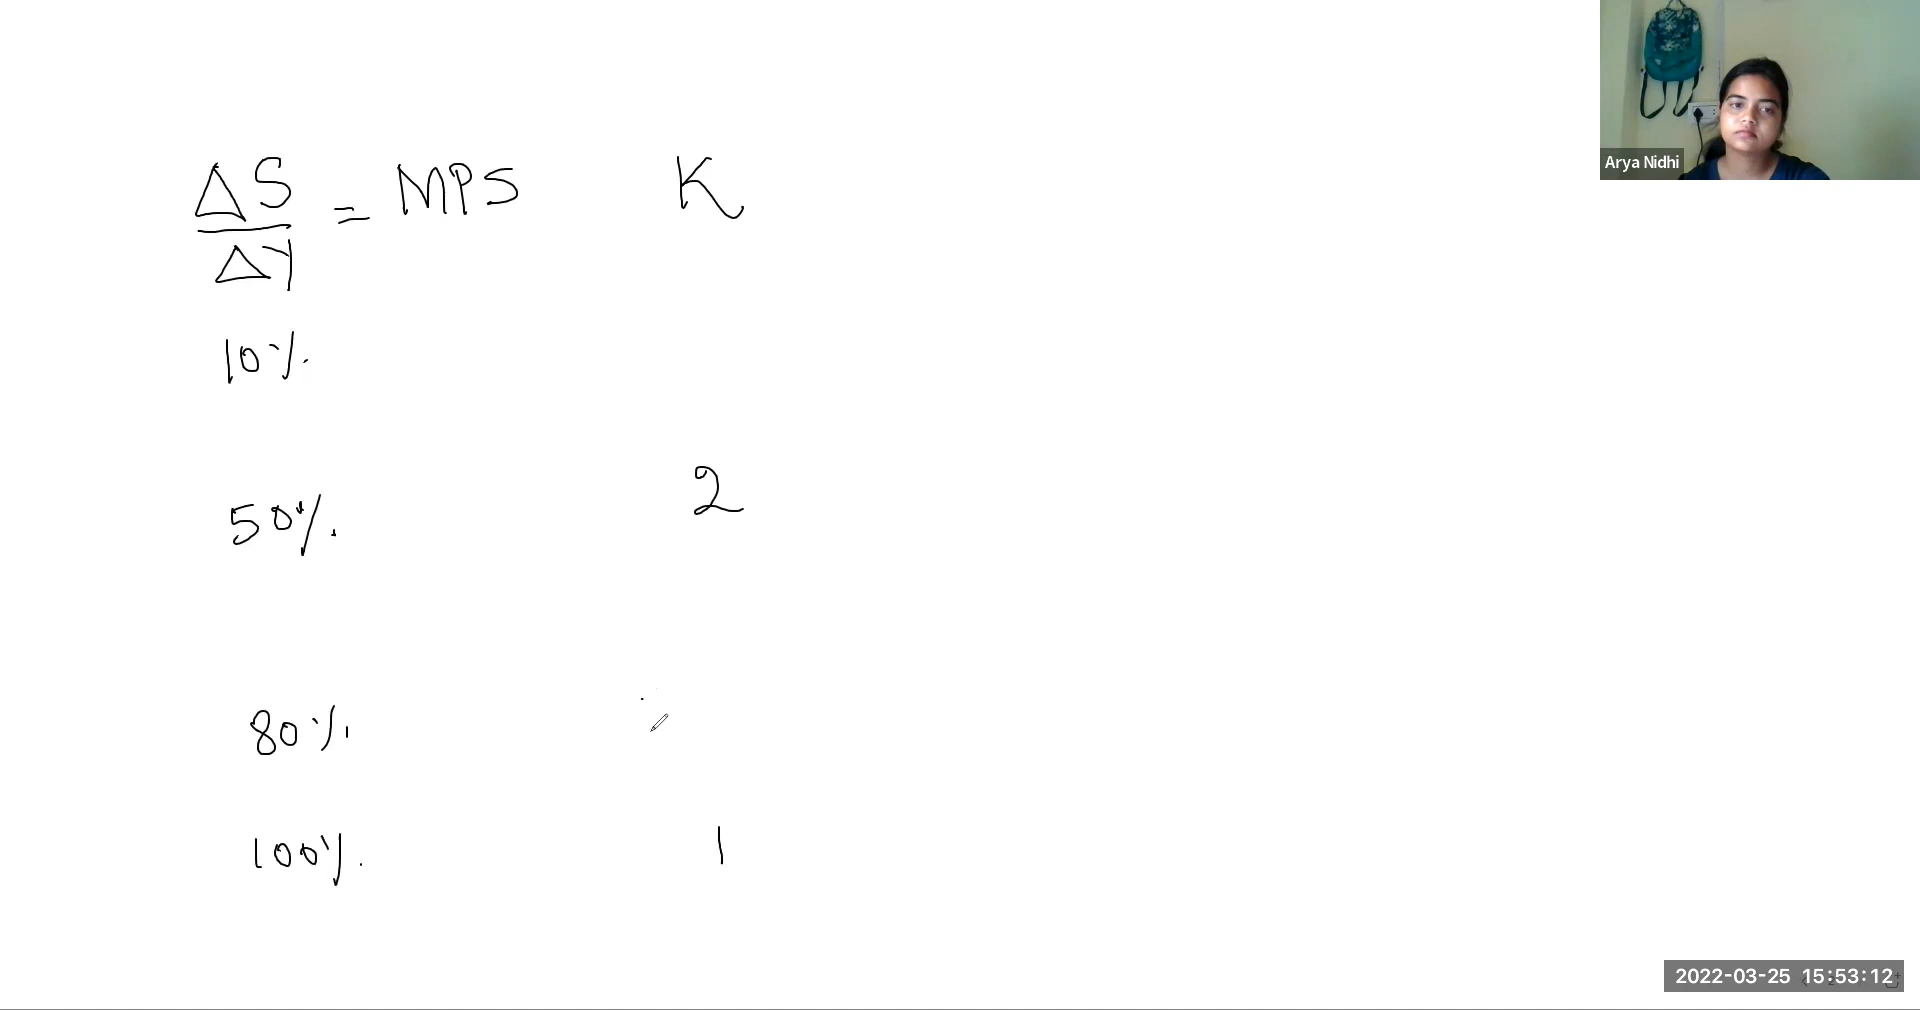 Arya Nidhi
ΔS = MPS K
ΔY
10%
2
50%
80%
1
100%
2022-03-25 15:53:12